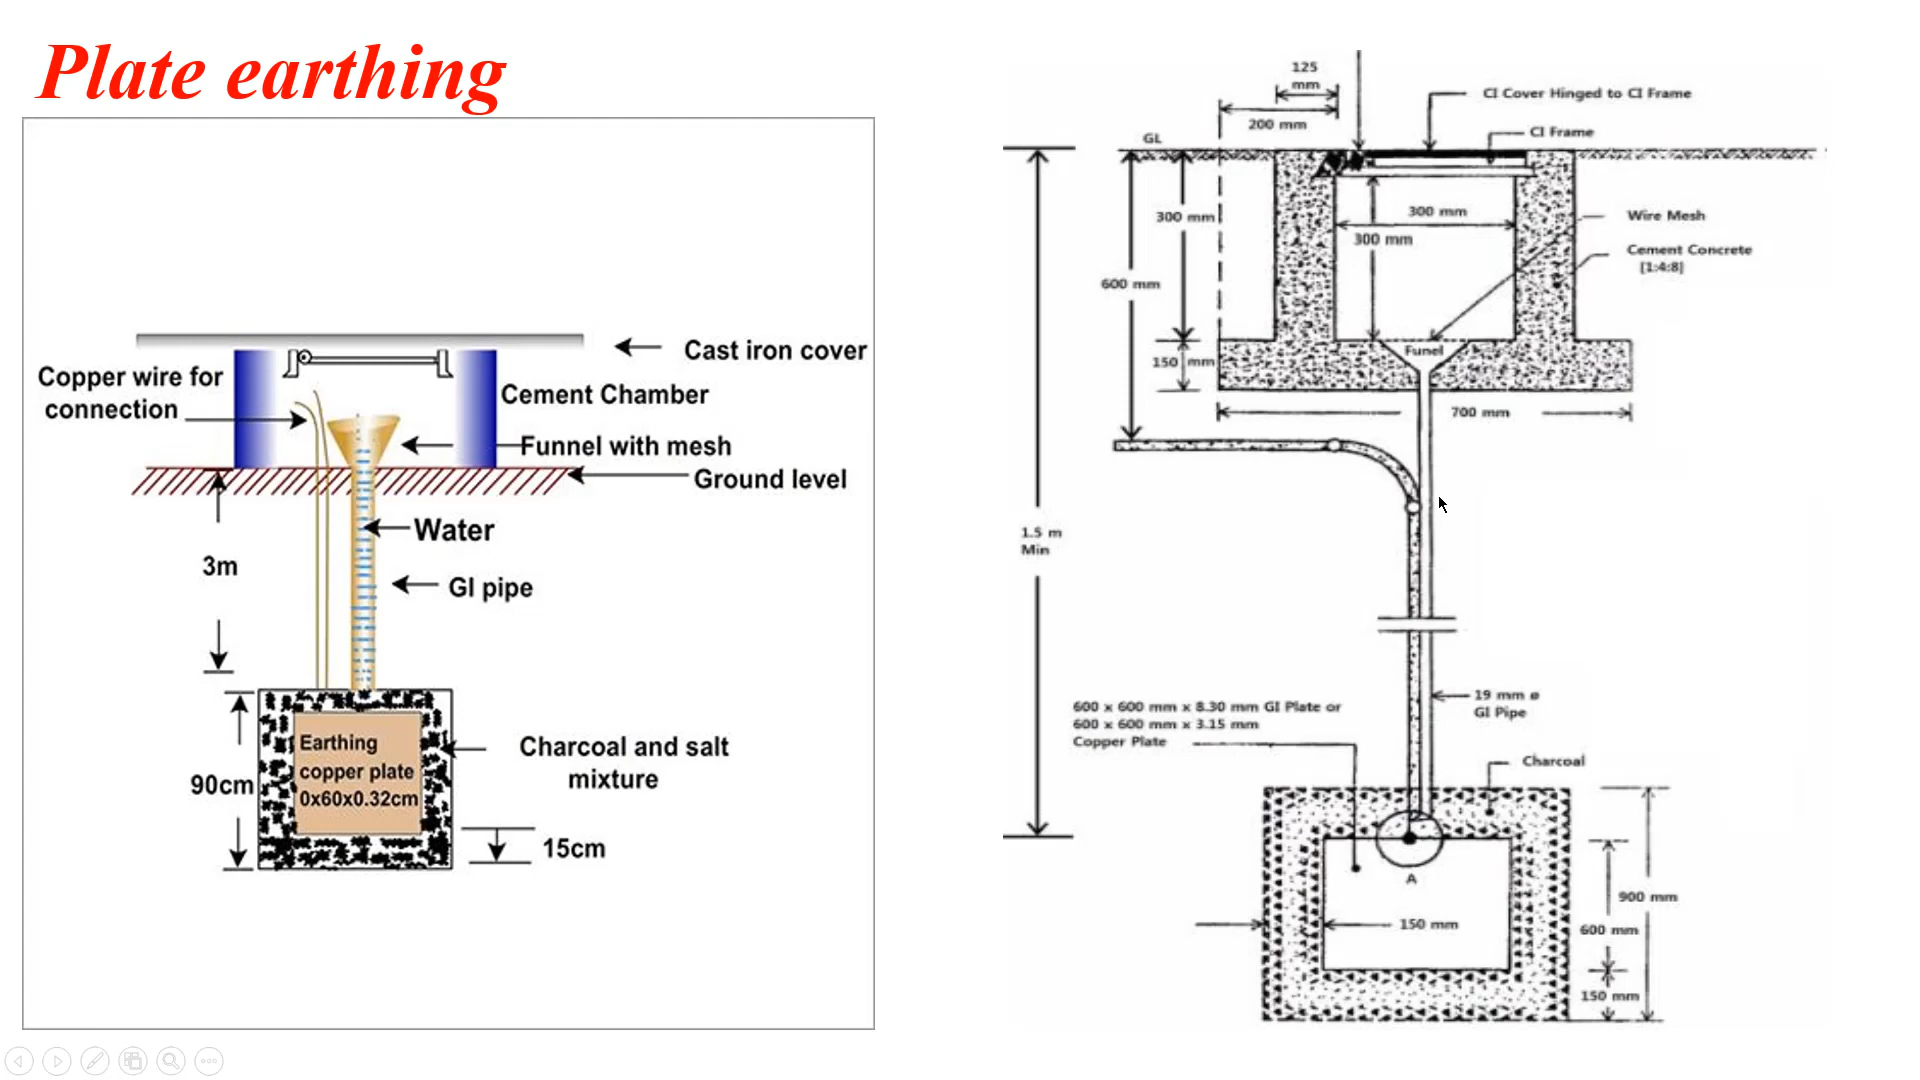 Plate earthing
Cast iron cover
Copper wire for
connection
Cement Chamber
Funnel with mesh
Ground level
Water
3m
GI pipe
Earthing
copper plate
0x60x0.32cm
90cm
Charcoal and salt
mixture
15cm
125
mm
CI Cover Hinged to CI Frame
200 mm
CI Frame
GL
300 mm
300 mm
300 mm
Wire Mesh
Cement Concrete
[1:4:8]
600 mm
150 mm
Funel
700 mm
1.5 m
Min
19 mm ø
GI Pipe
600 x 600 mm x 8.30 mm GI Plate or
600 x 600 mm x 3.15 mm
Copper Plate
Charcoal
A
900 mm
150 mm
600 mm
150 mm